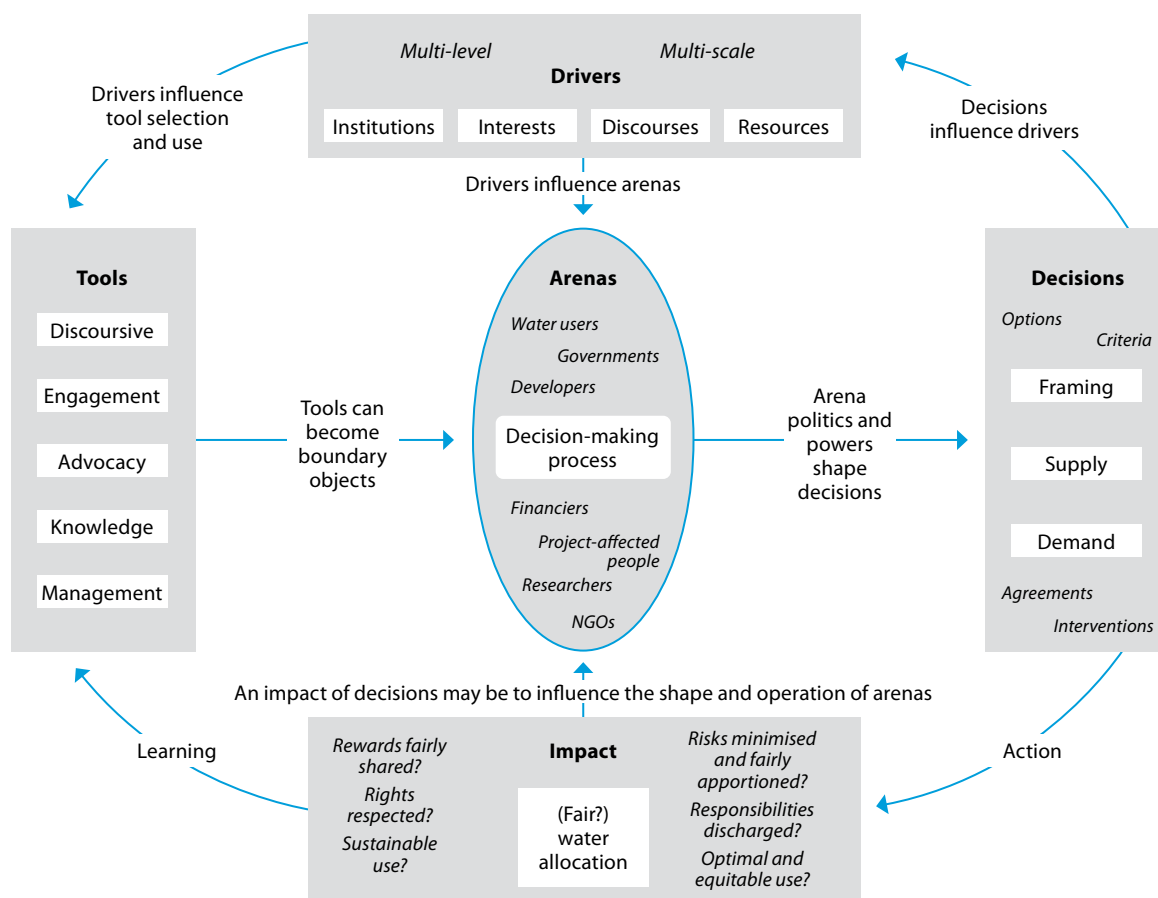 Multi-level
Multi-scale
Drivers
Institutions
Interests
Discourses
Resources
Drivers influence
tool selection
and use
Decisions
influence drivers
Drivers influence arenas
Tools
Discoursive
Engagement
Advocacy
Knowledge
Management
Tools can
become
boundary
objects
Arenas
Water users
Governments
Developers
Decision-making
process
Financiers
Project-affected
people
Researchers
NGOs
Arena
politics and
powers
shape
decisions
Decisions
Options
Criteria
Framing
Supply
Demand
Agreements
Interventions
An impact of decisions may be to influence the shape and operation of arenas
Learning
Action
Rewards fairly
shared?
Rights
respected?
Sustainable
use?
Impact
(Fair?)
water
allocation
Risks minimised
and fairly
apportioned?
Responsibilities
discharged?
Optimal and
equitable use?